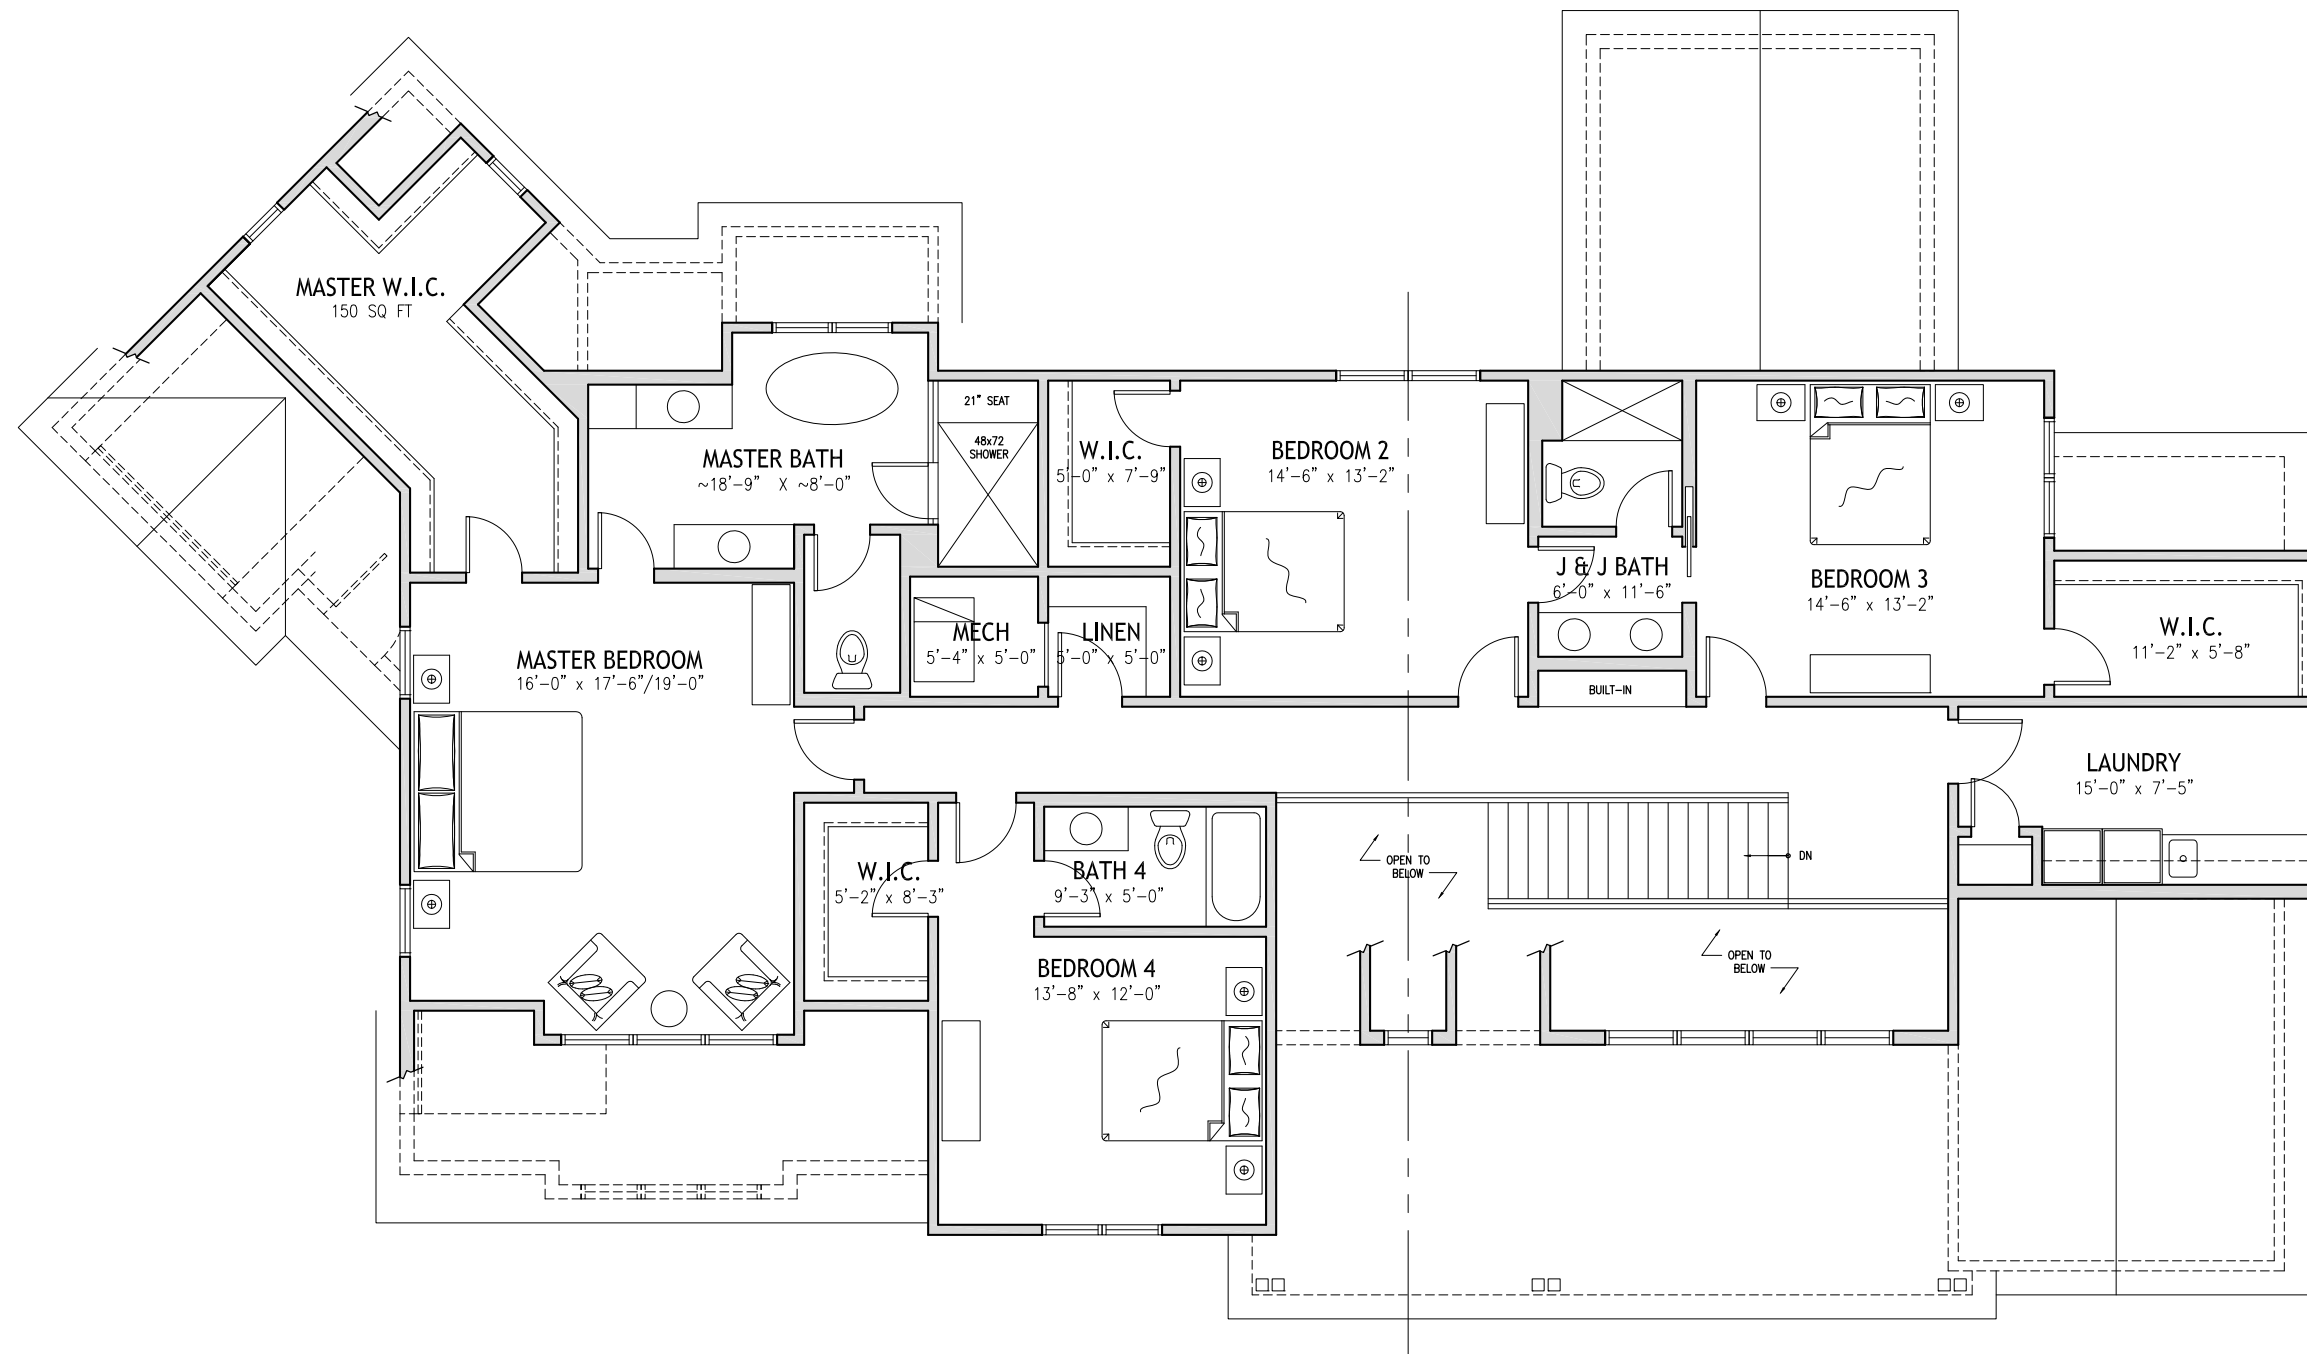 MASTER W.I.C.
150 SQ FT
MASTER BATH
~18'-9" X ~8'-0"
21" SEAT
48x72
SHOWER
W.I.C.
5'-0" x 7'-9"
BEDROOM 2
14'-6" x 13'-2"
J & J BATH
6'-0" x 11'-6"
BEDROOM 3
14'-6" x 13'-2"
W.I.C.
11'-2" x 5'-8"
MASTER BEDROOM
16'-0" x 17'-6"/19'-0"
MECH
5'-4" x 5'-0"
LINEN
5'-0" x 5'-0"
BUILT-IN
LAUNDRY
15'-0" x 7'-5"
W.I.C.
5'-2" x 8'-3"
BATH 4
9'-3" x 5'-0"
OPEN TO
BELOW
DN
BEDROOM 4
13'-8" x 12'-0"
OPEN TO
BELOW